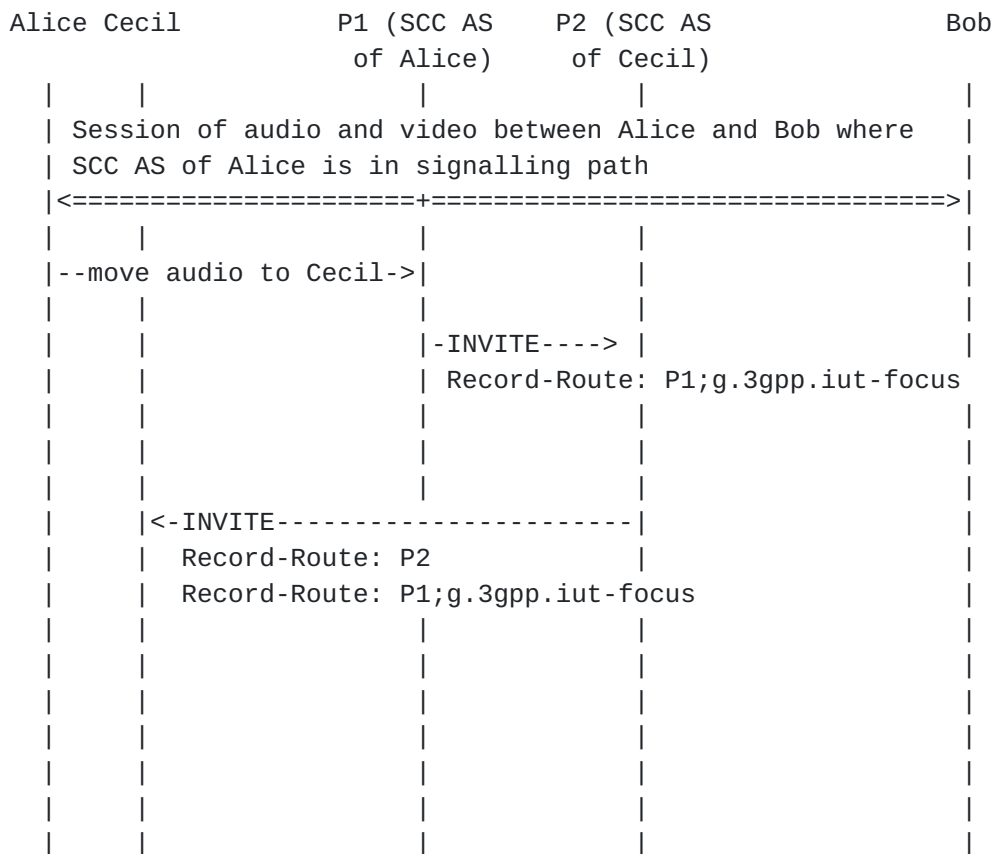 Alice Cecil          P1 (SCC AS    P2 (SCC AS               Bob
                      of Alice)     of Cecil)
  |     |                 |             |                    |
  | Session of audio and video between Alice and Bob where   |
  | SCC AS of Alice is in signalling path                    |
  |<======================+=================================>|
  |     |                 |             |                    |
  |--move audio to Cecil->|             |                    |
  |     |                 |             |                    |
  |     |                 |-INVITE----> |                    |
  |     |                 | Record-Route: P1;g.3gpp.iut-focus
  |     |                 |             |                    |
  |     |                 |             |                    |
  |     |                 |             |                    |
  |     |<-INVITE-----------------------|                    |
  |     |  Record-Route: P2             |                    |
  |     |  Record-Route: P1;g.3gpp.iut-focus                 |
  |     |                 |             |                    |
  |     |                 |             |                    |
  |     |                 |             |                    |
  |     |                 |             |                    |
  |     |                 |             |                    |
  |     |                 |             |                    |
  |     |                 |             |                    |